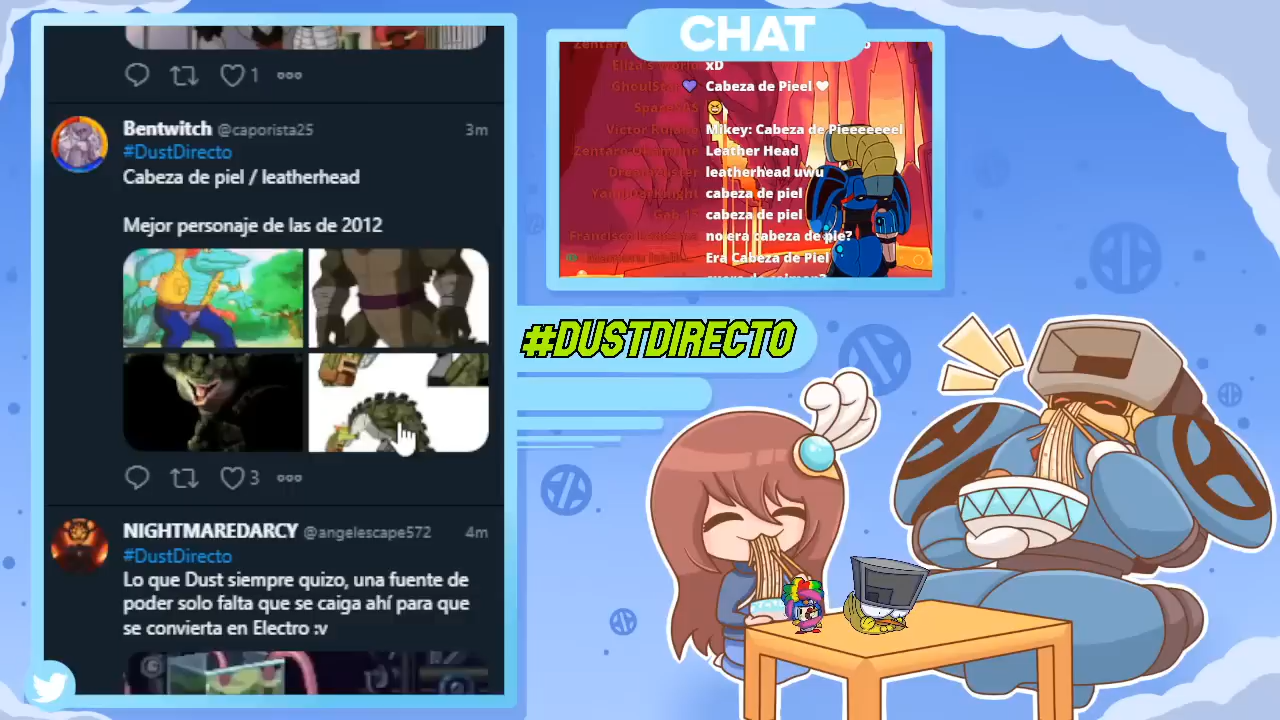 1
Bentwitch @caporista25 3m
#DustDirecto
Cabeza de piel / leatherhead
Mejor personaje de las de 2012
3
NIGHTMAREDARCY @angelescape572 4m
#DustDirecto
Lo que Dust siempre quizo, una fuente de
poder solo falta que se caiga ahí para que
se convierta en Electro :v
CHAT
xD
Cabeza de Pieel
Mikey: Cabeza de Pieeeeeeel
Leather Head
leatherhead uwu
cabeza de piel
cabeza de piel
no era cabeza de pie?
Era Cabeza de Piel
#DUSTDIRECTO